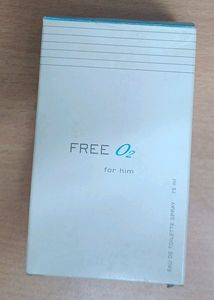 FREE O2
for him
EAU DE TOILETTE SPRAY 75 ml